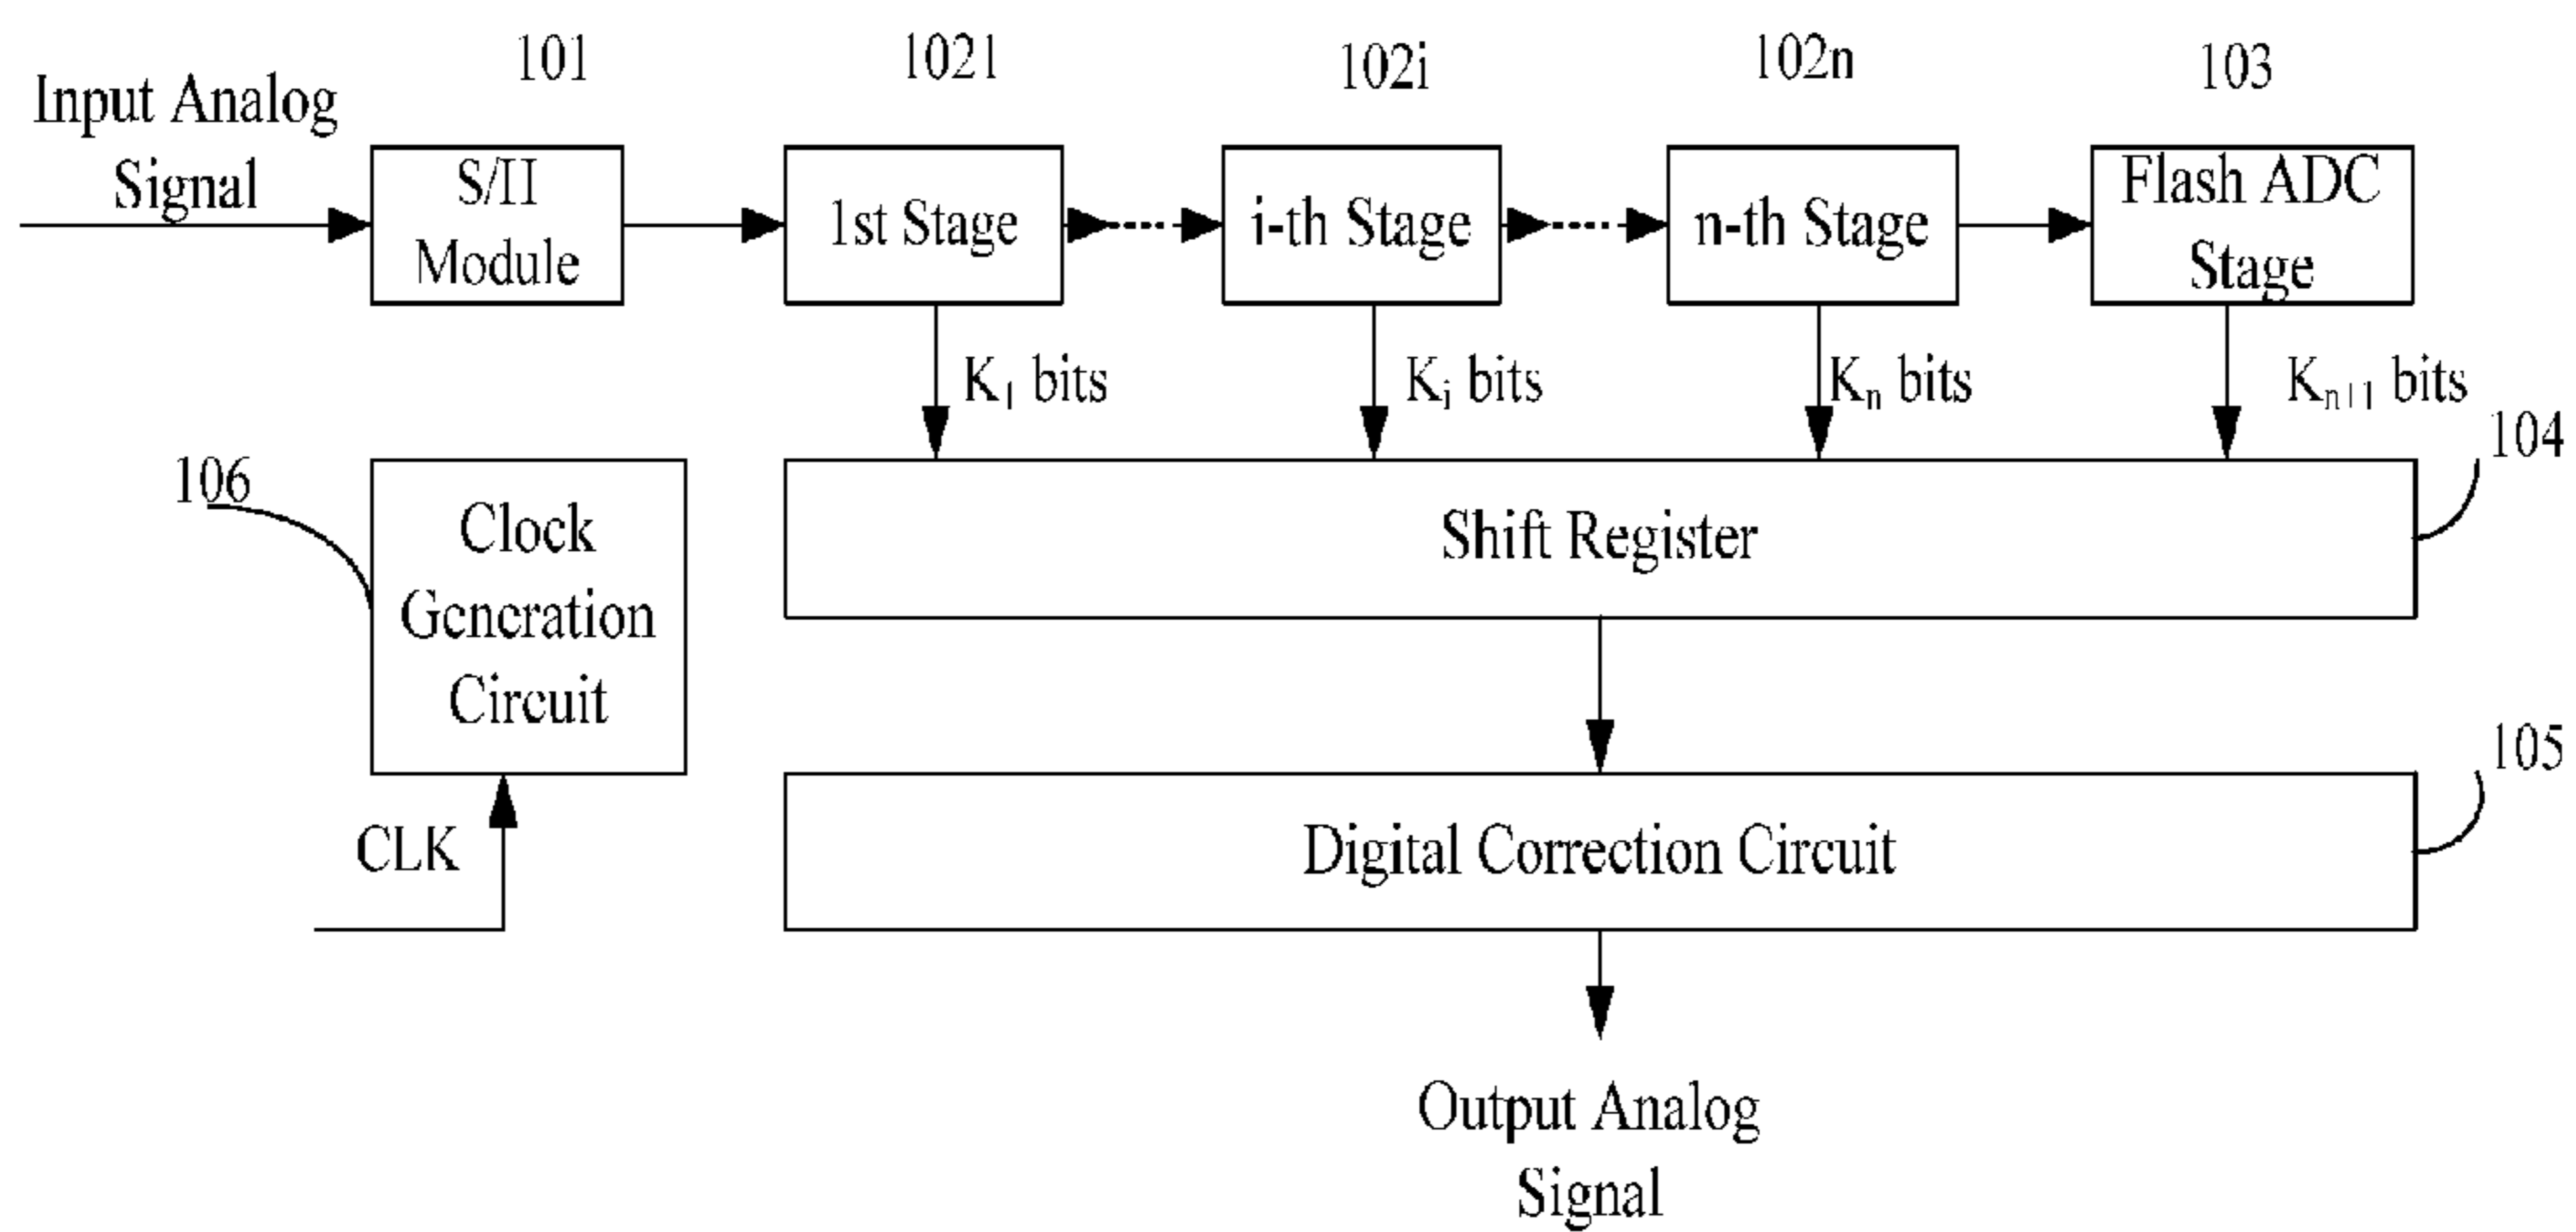 101
1021
102i
102n
103
Input Analog
Signal
S/H
Module
1st Stage
i-th Stage
n-th Stage
Flash ADC
Stage
K1 bits
Ki bits
Kn bits
Kn+1 bits
104
106
Clock
Generation
Circuit
Shift Register
105
CLK
Digital Correction Circuit
Output Analog
Signal